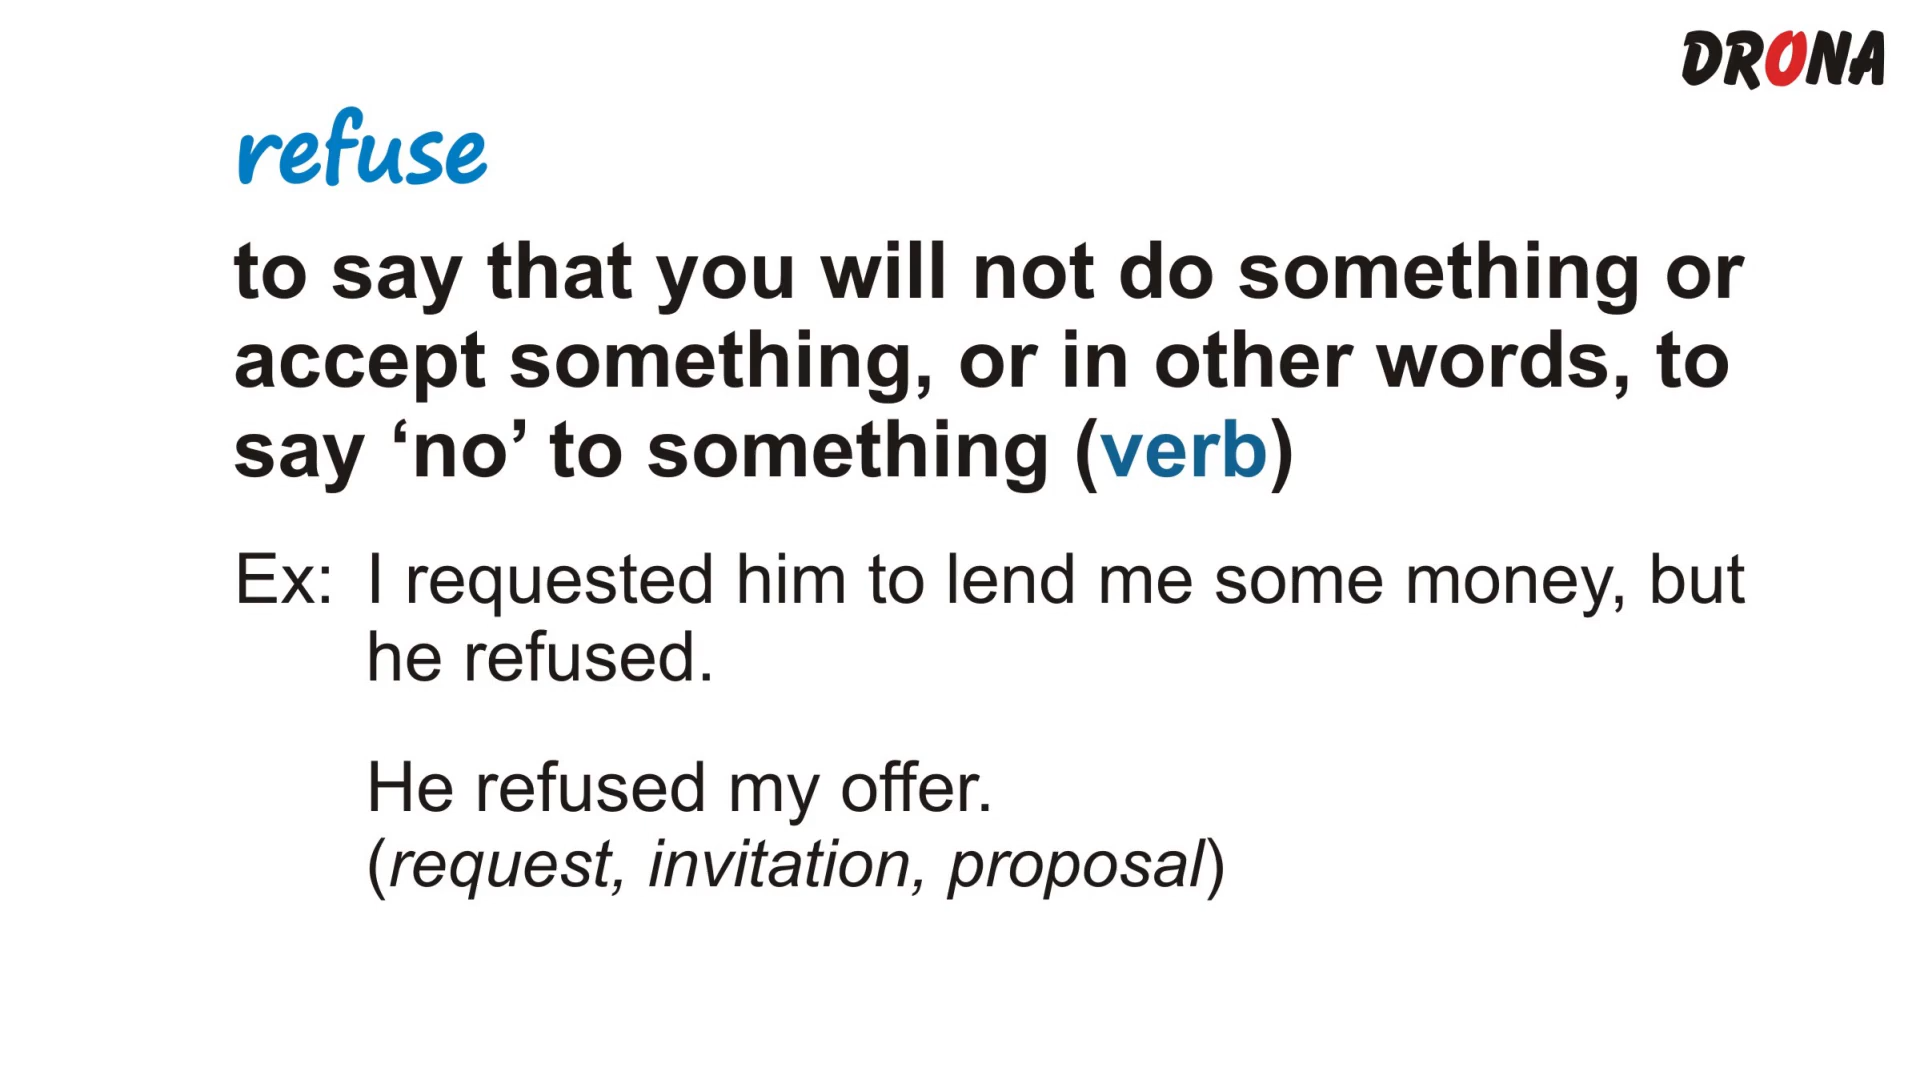 DRONA
refuse
to say that you will not do something or
accept something, or in other words, to
say ‘no’ to something (verb)
Ex: I requested him to lend me some money, but
he refused.
He refused my offer.
(request, invitation, proposal)